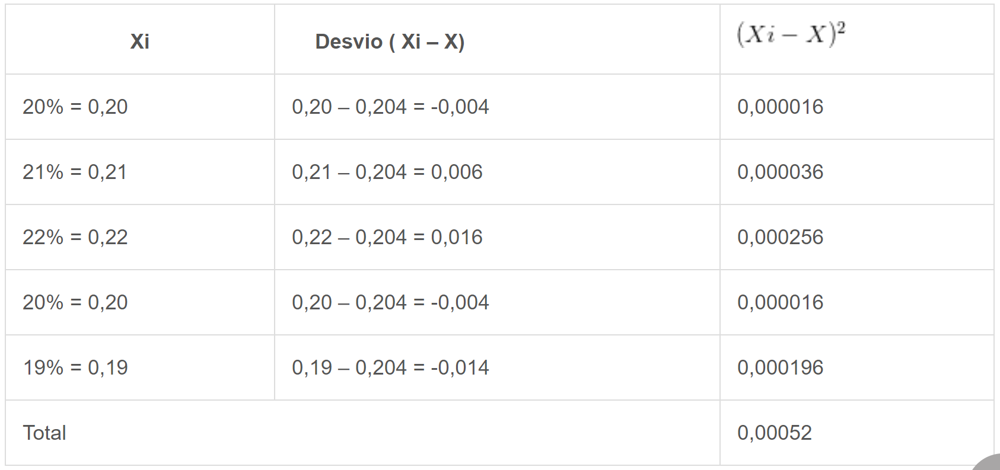 Xi Desvio ( Xi – X) (Xi – X)²
20% = 0,20 0,20 – 0,204 = -0,004 0,000016
21% = 0,21 0,21 – 0,204 = 0,006 0,000036
22% = 0,22 0,22 – 0,204 = 0,016 0,000256
20% = 0,20 0,20 – 0,204 = -0,004 0,000016
19% = 0,19 0,19 – 0,204 = -0,014 0,000196
Total 0,00052